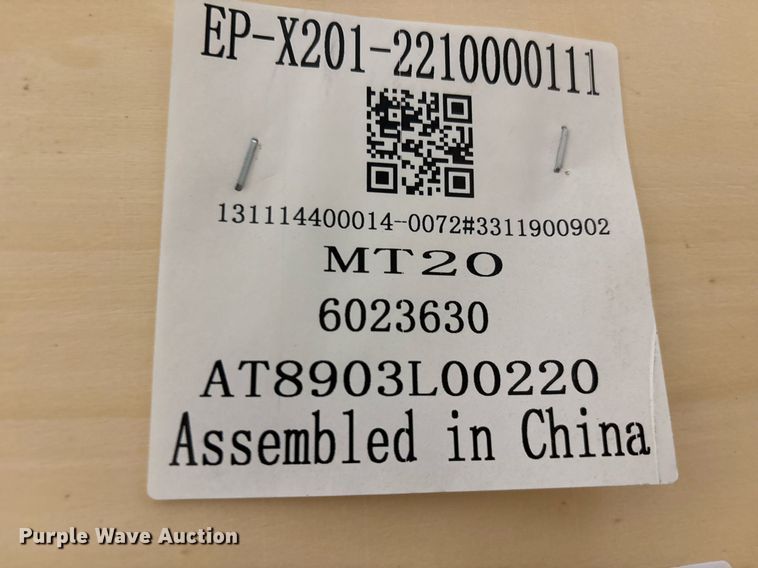 EP-X201-2210000111
131114400014--0072#3311900902
MT20
6023630
AT8903L00220
Assembled in China
Purple Wave Auction